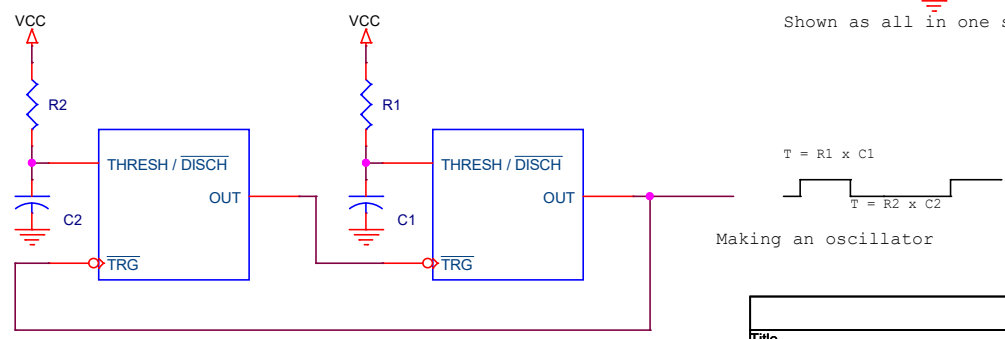 VCC
VCC
Shown as all in one s
R2
R1
THRESH / DISCH
THRESH / DISCH
T = R1 x C1
OUT
OUT
C2
C1
T = R2 x C2
Making an oscillator
TRG
TRG
Title